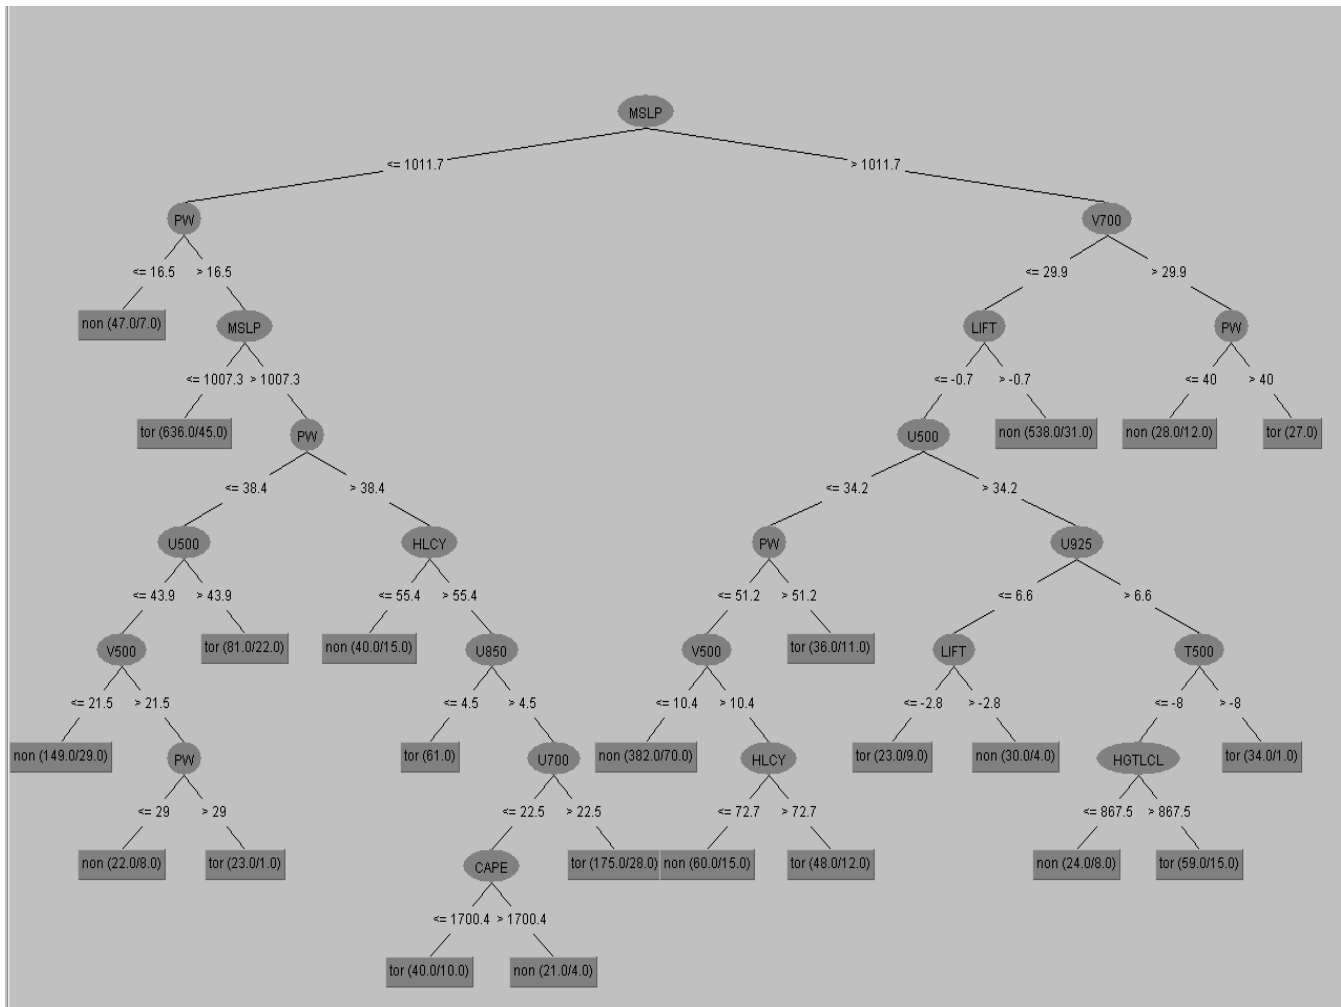 MSLP
<= 1011.7 > 1011.7
PW V700
<= 16.5 > 16.5 <= 29.9 > 29.9
non (47.0/7.0) MSLP LIFT PW
<= 1007.3 > 1007.3 <= -0.7 > -0.7 <= 40 > 40
tor (636.0/45.0) PW U500 non (538.0/31.0) non (28.0/12.0) tor (27.0)
<= 38.4 > 38.4 <= 34.2 > 34.2
U500 HLCY PW U925
<= 43.9 > 43.9 <= 55.4 > 55.4 <= 51.2 > 51.2 <= 6.6 > 6.6
V500 tor (81.0/22.0) non (40.0/15.0) U850 V500 tor (36.0/11.0) LIFT T500
<= 21.5 > 21.5 <= 4.5 > 4.5 <= 10.4 > 10.4 <= -2.8 > -2.8 <= -8 > -8
non (149.0/29.0) PW tor (61.0) U700 non (382.0/70.0) HLCY tor (23.0/9.0) non (30.0/4.0) HGTLCL tor (34.0/1.0)
<= 29 > 29 <= 22.5 > 22.5 <= 72.7 > 72.7 <= 867.5 > 867.5
non (22.0/8.0) tor (23.0/1.0) CAPE tor (175.0/28.0) non (60.0/15.0) tor (48.0/12.0) non (24.0/8.0) tor (59.0/15.0)
<= 1700.4 > 1700.4
tor (40.0/10.0) non (21.0/4.0)